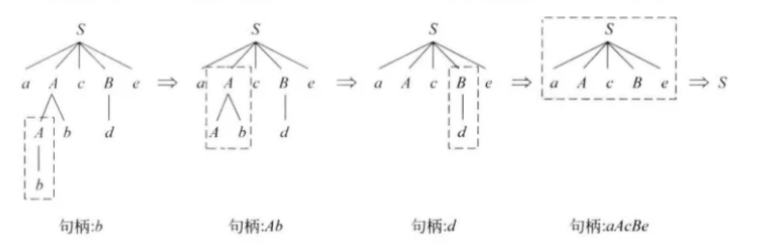 S S S S
a A c B e ⇒ a A c B e ⇒ a A c B e ⇒ a A c B e ⇒ S
A b d A b d d
b
句柄:b 句柄:Ab 句柄:d 句柄:aAcBe